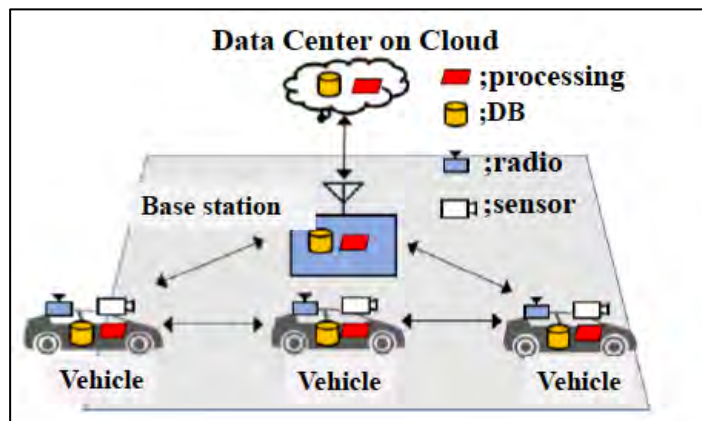 Data Center on Cloud
;processing
;DB
;radio
;sensor
Base station
Vehicle
Vehicle
Vehicle